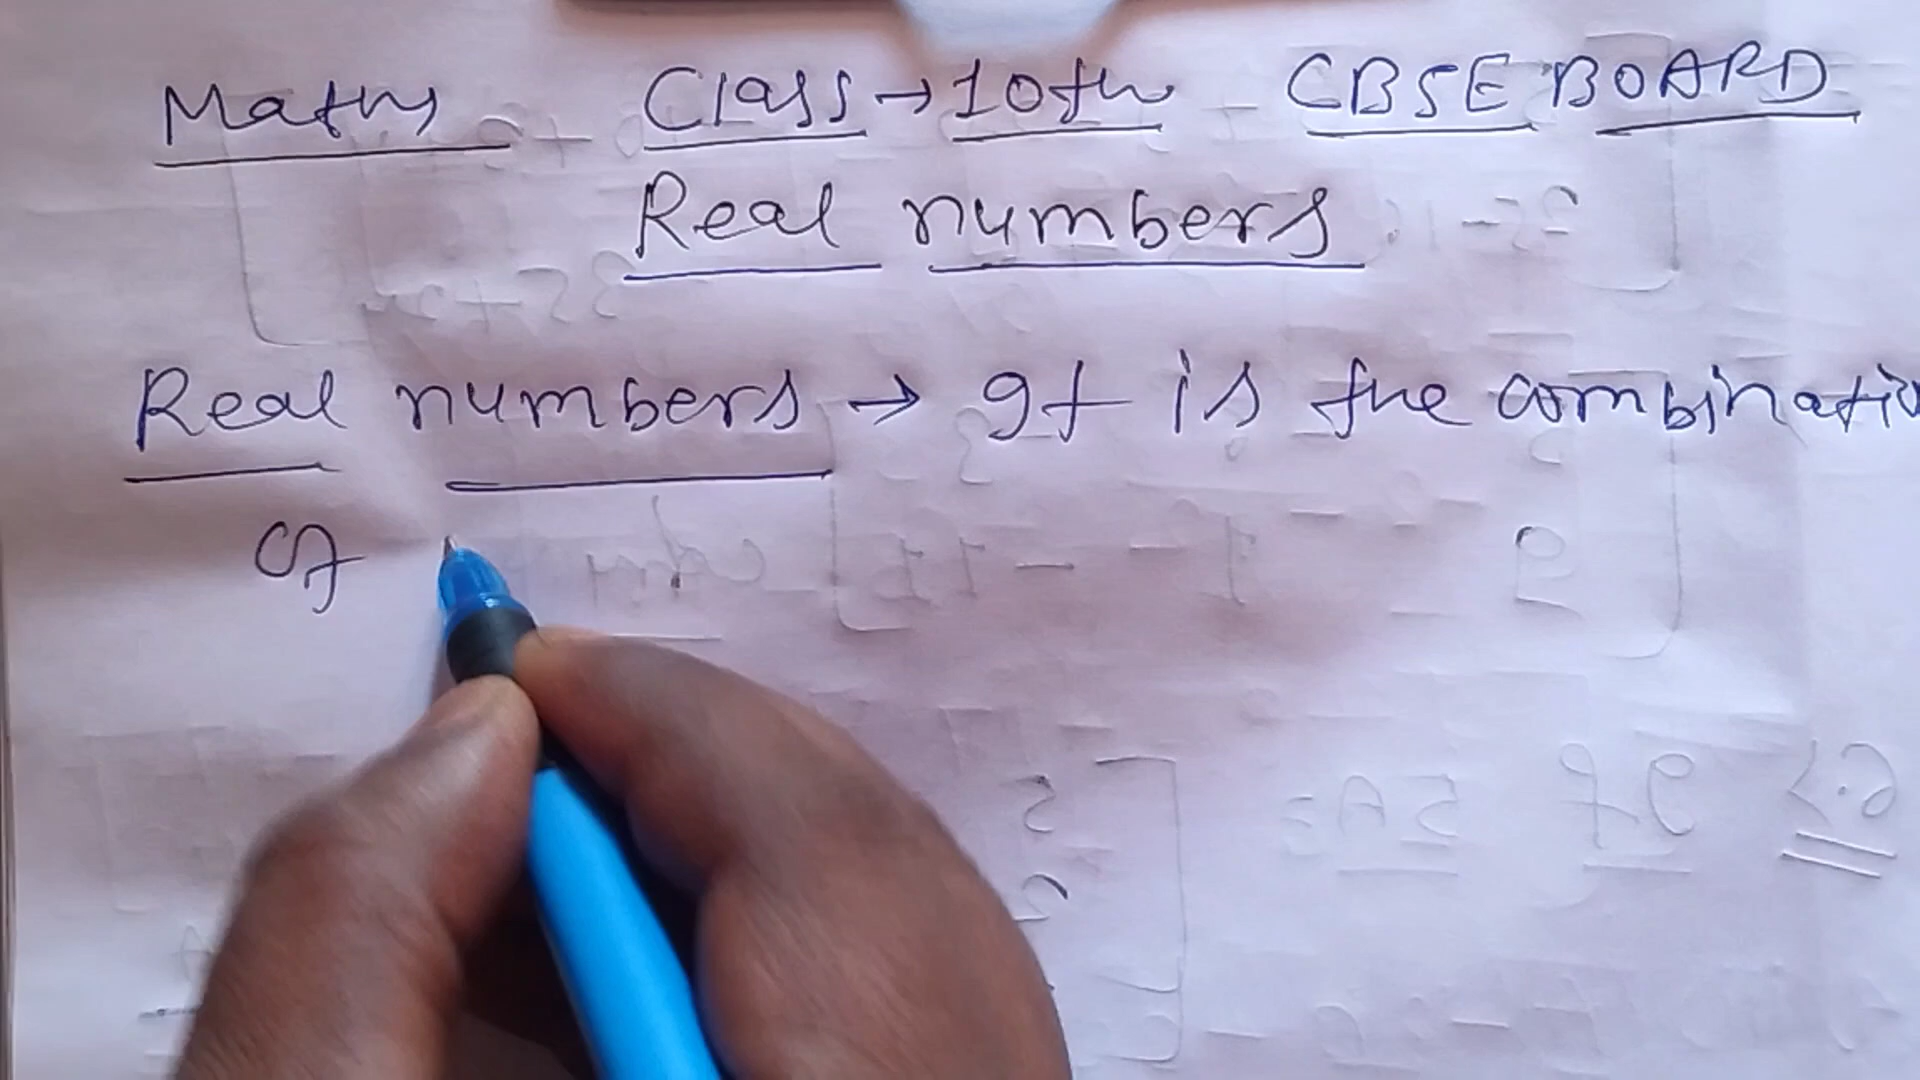 Maths Class → 10th CBSE BOARD
Real numbers
Real numbers → It is the combinatio
of